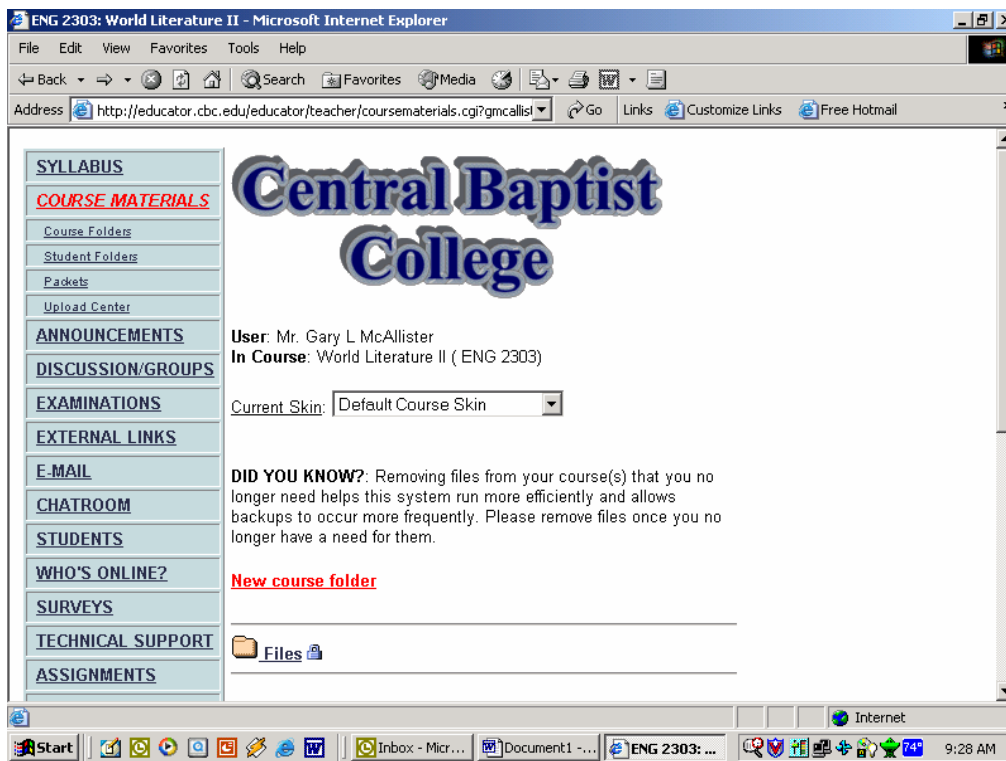 ENG 2303: World Literature II - Microsoft Internet Explorer
File Edit View Favorites Tools Help
Back Search Favorites Media
Address http://educator.cbc.edu/educator/teacher/coursematerials.cgi?gmcallis Go Links Customize Links Free Hotmail
SYLLABUS
COURSE MATERIALS
Course Folders
Student Folders
Packets
Upload Center
ANNOUNCEMENTS
DISCUSSION/GROUPS
EXAMINATIONS
EXTERNAL LINKS
E-MAIL
CHATROOM
STUDENTS
WHO'S ONLINE?
SURVEYS
TECHNICAL SUPPORT
ASSIGNMENTS
Central Baptist
College
User: Mr. Gary L McAllister
In Course: World Literature II ( ENG 2303)
Current Skin: Default Course Skin
DID YOU KNOW?: Removing files from your course(s) that you no
longer need helps this system run more efficiently and allows
backups to occur more frequently. Please remove files once you no
longer have a need for them.
New course folder
Files
Internet
Start Inbox - Micr... Document1 -... ENG 2303: ... 74° 9:28 AM